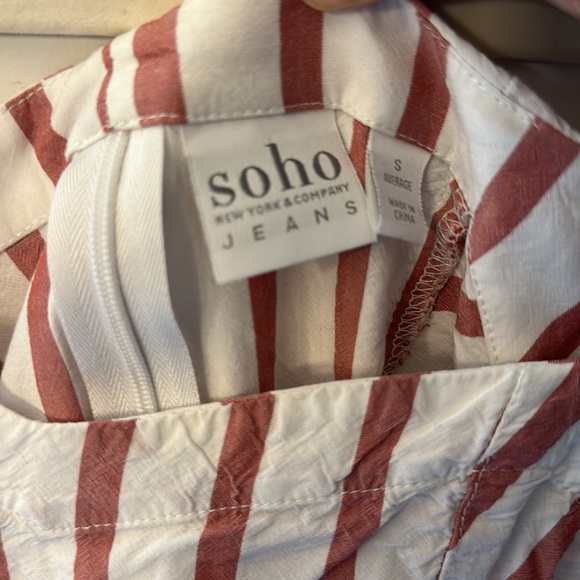 soho
NEW YORK & COMPANY
JEANS
S
AVERAGE
MADE IN
CHINA